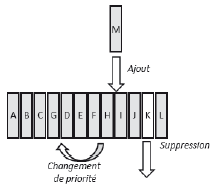 M
Ajout
A B C G D E F H I J K L
Suppression
Changement
de priorité